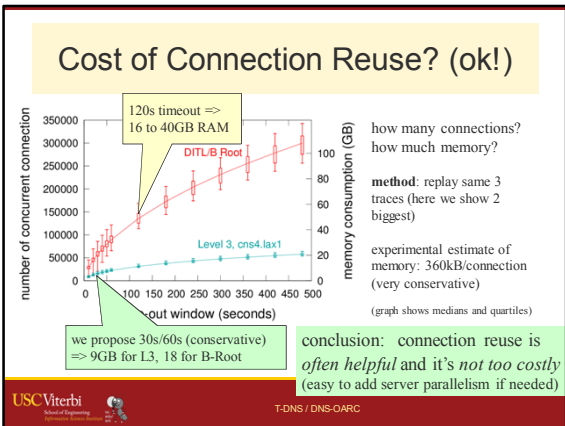 Cost of Connection Reuse? (ok!)
120s timeout =>
16 to 40GB RAM
number of concurrent connection
350000
300000
250000
200000
150000
100000
50000
0
DITL/B Root
Level 3, cns4.lax1
100
80
60
40
20
0
memory consumption (GB)
0
100 150 200 250 300 350 400 450 500
-out window (seconds)
we propose 30s/60s (conservative)
=> 9GB for L3, 18 for B-Root
how many connections?
how much memory?
method: replay same 3
traces (here we show 2
biggest)
experimental estimate of
memory: 360kB/connection
(very conservative)
(graph shows medians and quartiles)
conclusion: connection reuse is
often helpful and it's not too costly
(easy to add server parallelism if needed)
USC Viterbi
School of Engineering
Information Sciences Institute
T-DNS / DNS-OARC